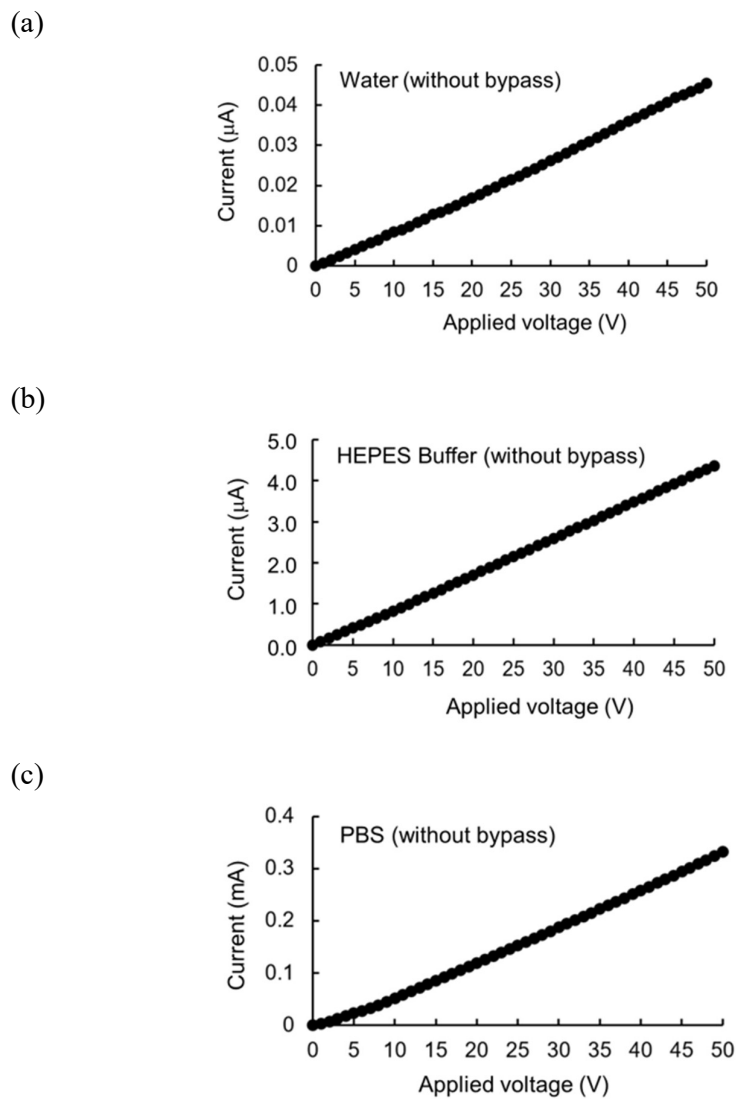 (a)
Water (without bypass)
Current (μA)
0.05
0.04
0.03
0.02
0.01
0
0 5 10 15 20 25 30 35 40 45 50
Applied voltage (V)
(b)
HEPES Buffer (without bypass)
Current (μA)
5.0
4.0
3.0
2.0
1.0
0.0
0 5 10 15 20 25 30 35 40 45 50
Applied voltage (V)
(c)
PBS (without bypass)
Current (mA)
0.4
0.3
0.2
0.1
0
0 5 10 15 20 25 30 35 40 45 50
Applied voltage (V)